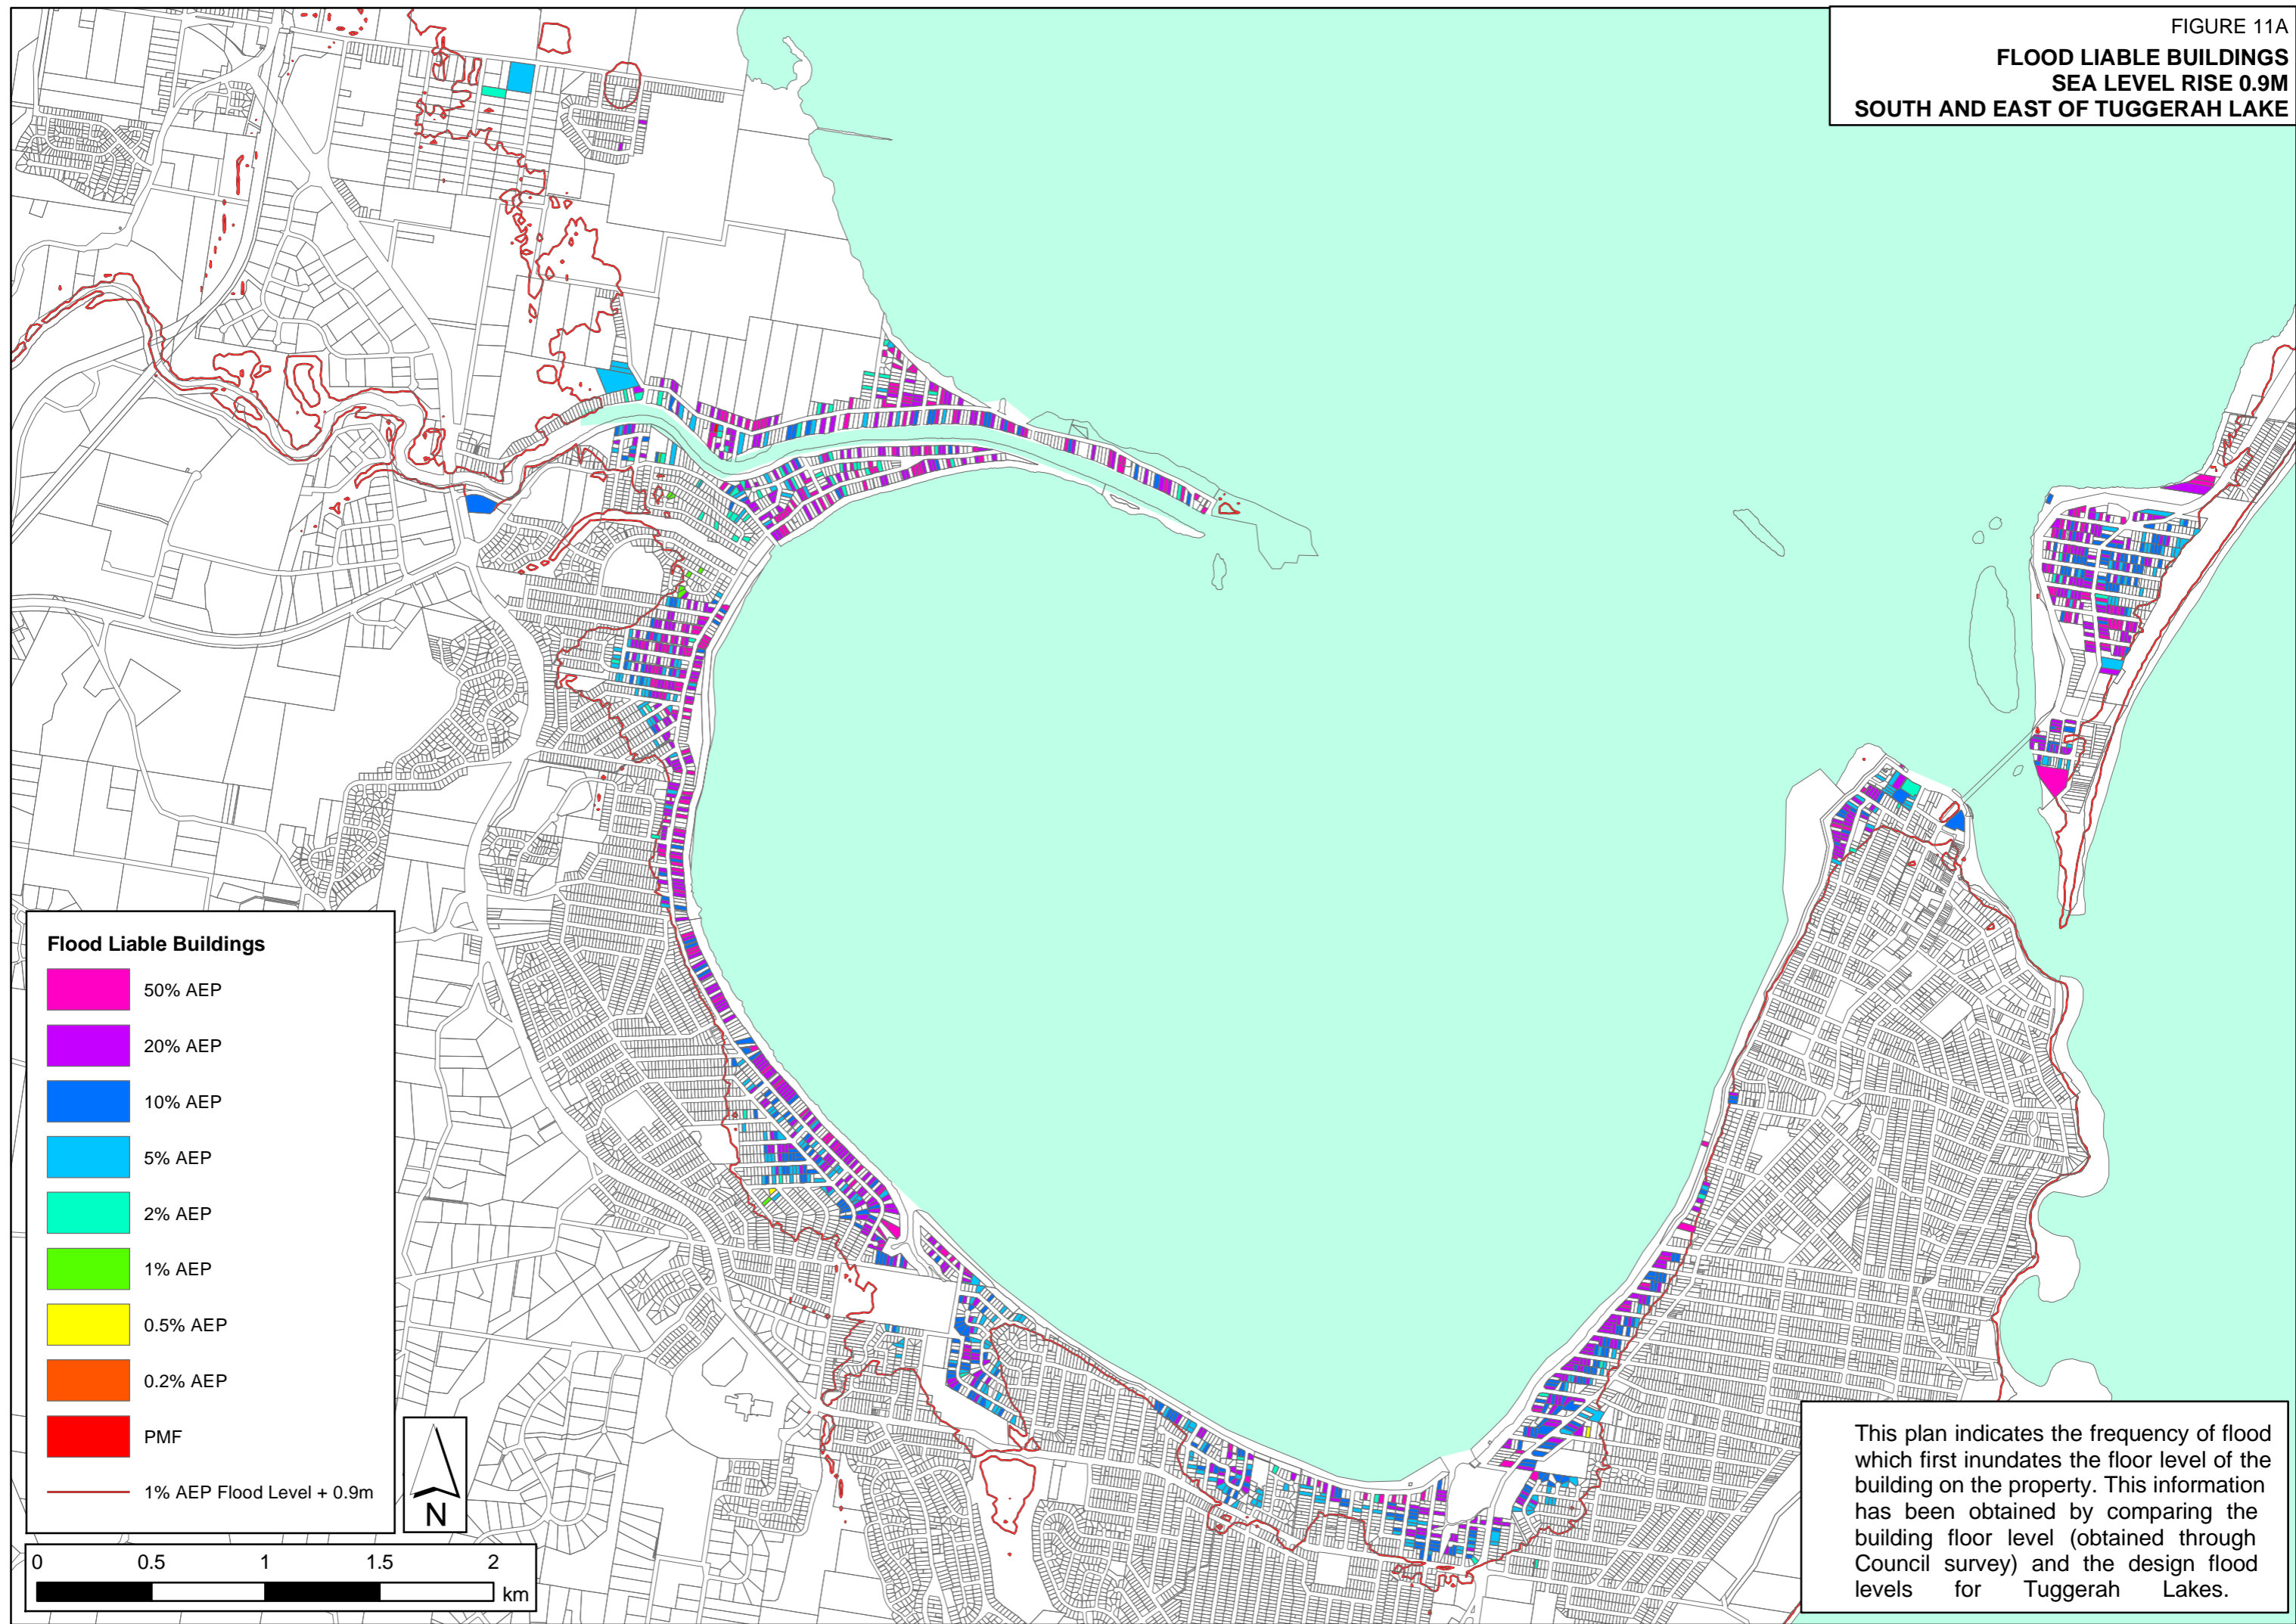 FIGURE 11A
FLOOD LIABLE BUILDINGS
SEA LEVEL RISE 0.9M
SOUTH AND EAST OF TUGGERAH LAKE
Flood Liable Buildings
50% AEP
20% AEP
10% AEP
5% AEP
2% AEP
1% AEP
0.5% AEP
0.2% AEP
PMF
1% AEP Flood Level + 0.9m
N
0 0.5 1 1.5 2
km
This plan indicates the frequency of flood
which first inundates the floor level of the
building on the property. This information
has been obtained by comparing the
building floor level (obtained through
Council survey) and the design flood
levels for Tuggerah Lakes.